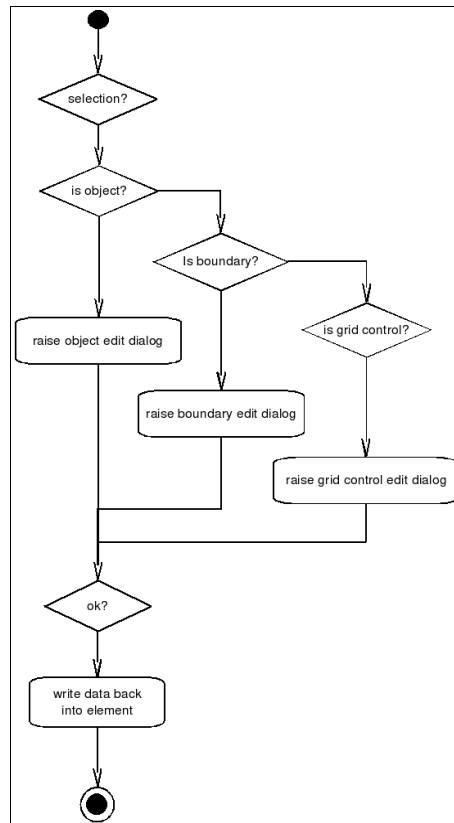 selection?
is object?
Is boundary?
is grid control?
raise object edit dialog
raise boundary edit dialog
raise grid control edit dialog
ok?
write data back
into element